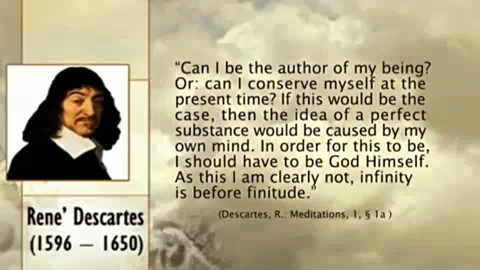 “Can I be the author of my being?
Or: can I conserve myself at the
present time? If this would be the
case, then the idea of a perfect
substance would be caused by my
own mind. In order for this to be,
I should have to be God Himself.
As this I am clearly not, infinity
is before finitude.”
(Descartes, R.: Meditations, 1, § 1a )
Rene’ Descartes
(1596 – 1650)